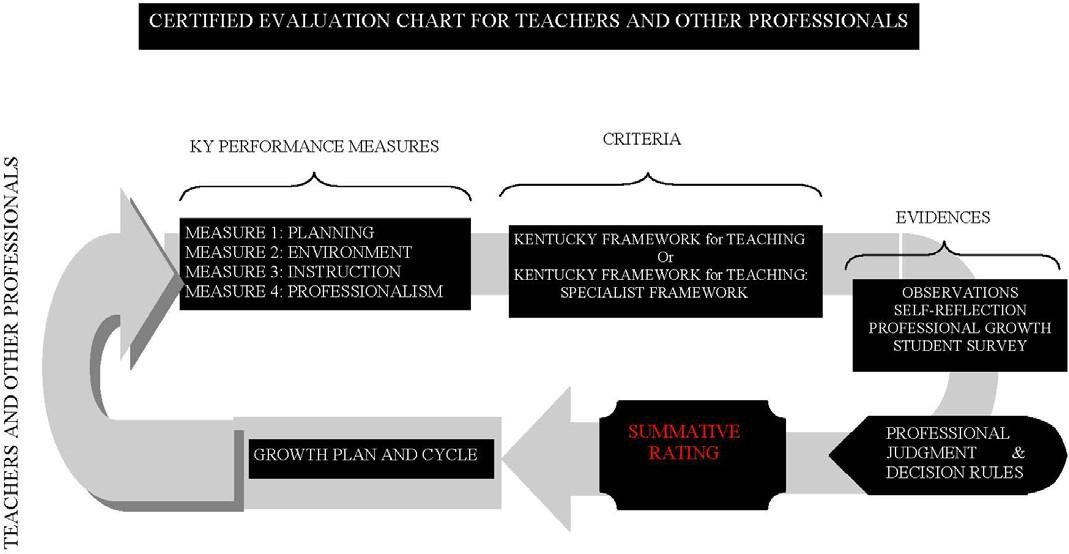 CERTIFIED EVALUATION CHART FOR TEACHERS AND OTHER PROFESSIONALS
TEACHERS AND OTHER PROFESSIONALS
KY PERFORMANCE MEASURES
MEASURE 1: PLANNING
MEASURE 2: ENVIRONMENT
MEASURE 3: INSTRUCTION
MEASURE 4: PROFESSIONALISM
CRITERIA
KENTUCKY FRAMEWORK for TEACHING
Or
KENTUCKY FRAMEWORK for TEACHING:
SPECIALIST FRAMEWORK
EVIDENCES
OBSERVATIONS
SELF-REFLECTION
PROFESSIONAL GROWTH
STUDENT SURVEY
PROFESSIONAL
JUDGMENT &
DECISION RULES
SUMMATIVE
RATING
GROWTH PLAN AND CYCLE